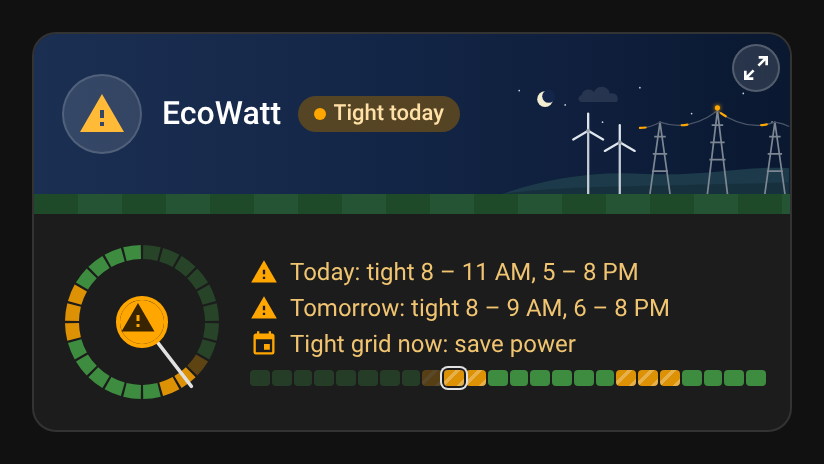 EcoWatt
Tight today
Today: tight 8 – 11 AM, 5 – 8 PM
Tomorrow: tight 8 – 9 AM, 6 – 8 PM
Tight grid now: save power